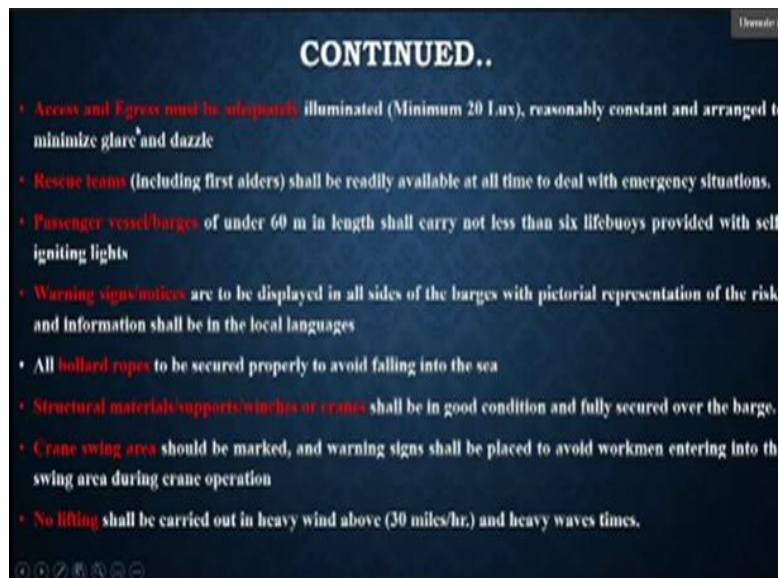 Unmute
CONTINUED..
• Access and Egress must be adequately illuminated (Minimum 20 Lux), reasonably constant and arranged t
minimize glare and dazzle
• Rescue teams (including first aiders) shall be readily available at all time to deal with emergency situations.
• Passenger vessel/barges of under 60 m in length shall carry not less than six lifebuoys provided with self
igniting lights
• Warning signs/notices are to be displayed in all sides of the barges with pictorial representation of the risk
and information shall be in the local languages
• All bollard ropes to be secured properly to avoid falling into the sea
• Structural materials/supports/winches or cranes shall be in good condition and fully secured over the barge.
• Crane swing area should be marked, and warning signs shall be placed to avoid workmen entering into th
swing area during crane operation
• No lifting shall be carried out in heavy wind above (30 miles/hr.) and heavy waves times.